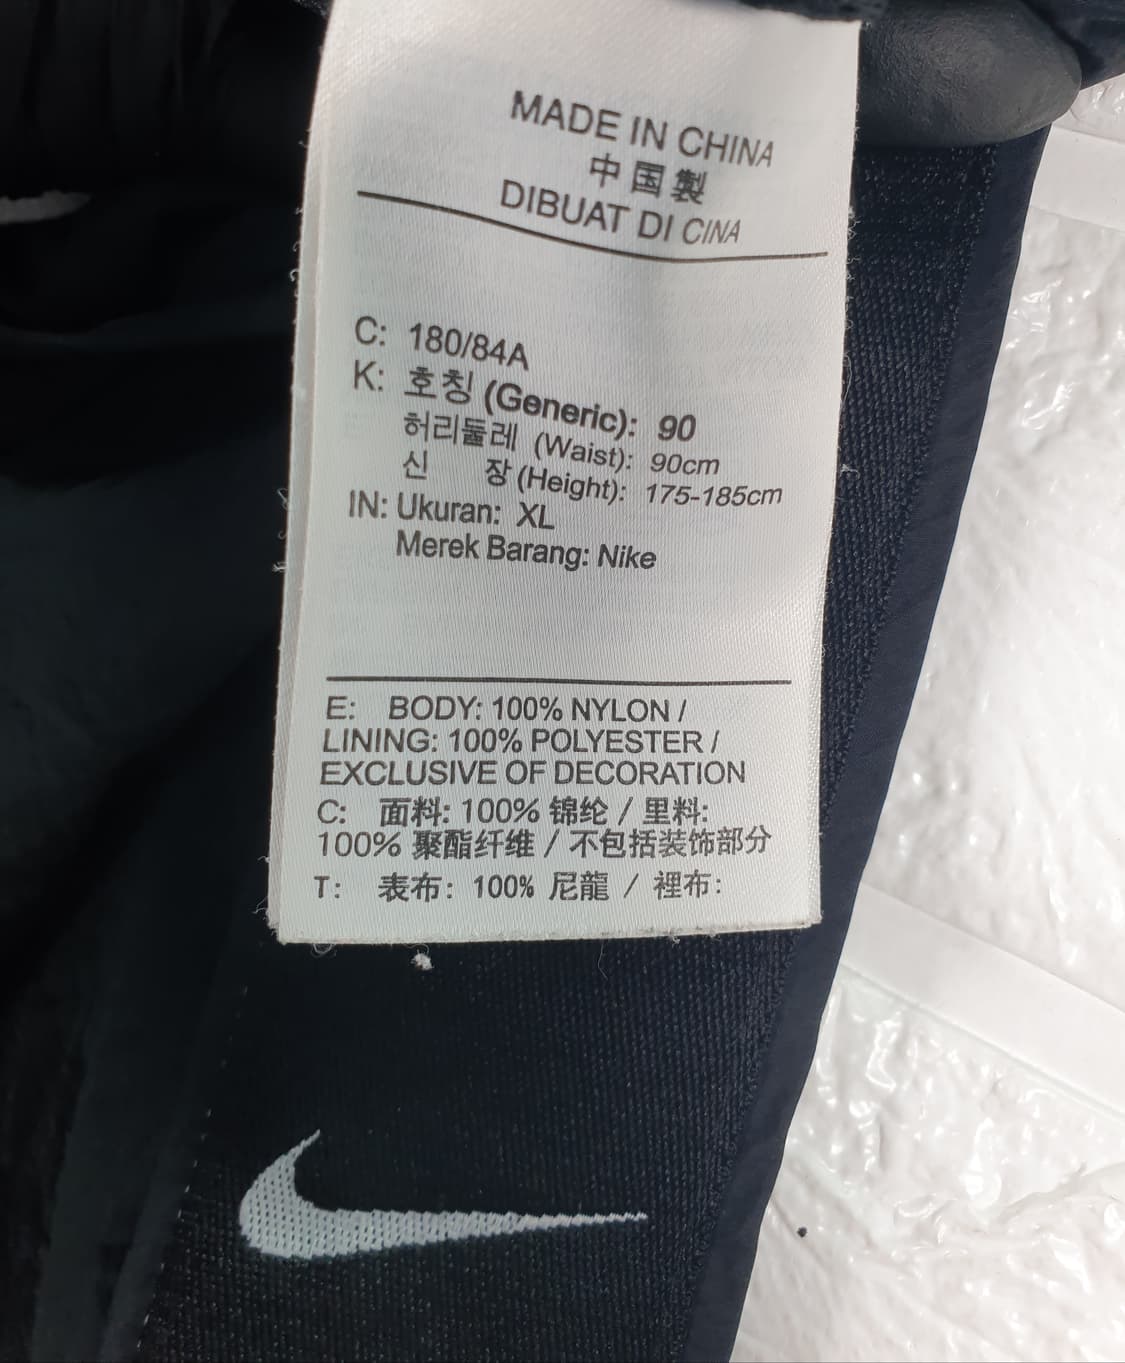 MADE IN CHINA
中国製
DIBUAT DI CINA
C: 180/84A
K: 호칭 (Generic): 90
허리둘레 (Waist): 90cm
신 장 (Height): 175-185cm
IN: Ukuran: XL
Merek Barang: Nike
E: BODY: 100% NYLON /
LINING: 100% POLYESTER /
EXCLUSIVE OF DECORATION
C: 面料: 100% 锦纶 / 里料:
100% 聚酯纤维 / 不包括装饰部分
T: 表布: 100% 尼龍 / 裡布: